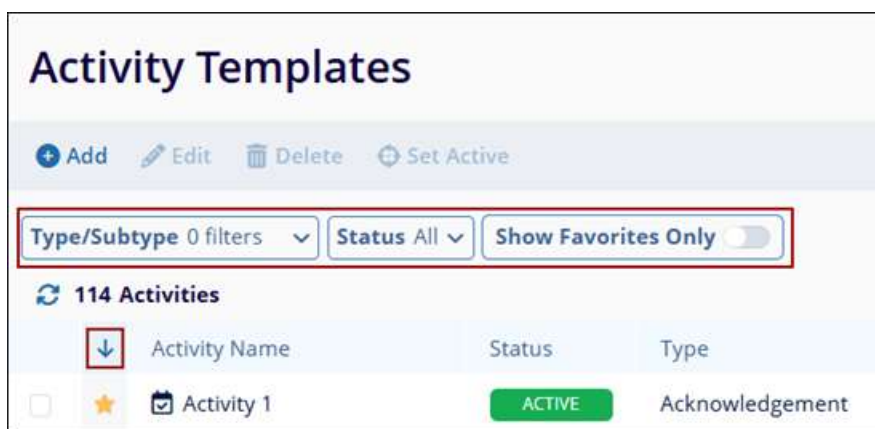 Activity Templates
Add Edit Delete Set Active
Type/Subtype 0 filters Status All Show Favorites Only
114 Activities
Activity Name Status Type
Activity 1 ACTIVE Acknowledgement